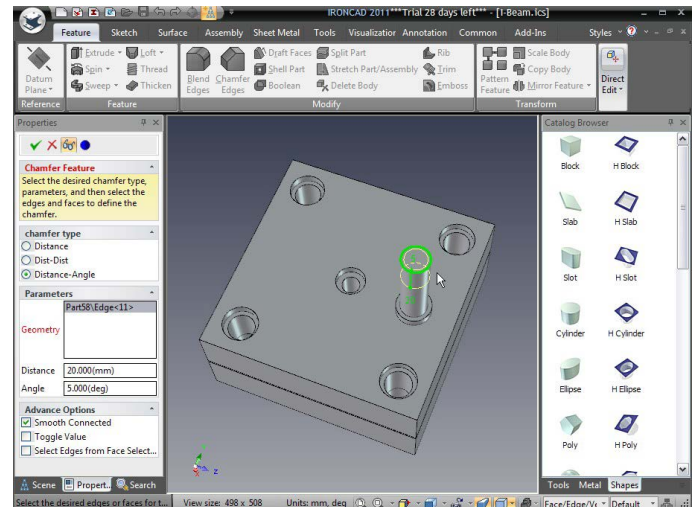 IRONCAD 2011***Trial 28 days left*** - [I-Beam.ics]
Feature Sketch Surface Assembly Sheet Metal Tools Visualization Annotation Common Add-Ins Styles
Extrude Loft Draft Faces Split Part Rib Scale Body
Spin Thread Shell Part Stretch Part/Assembly Trim Copy Body
Sweep Thicken Boolean Delete Body Emboss Mirror Feature
Datum Plane Blend Edges Chamfer Edges Pattern Feature Direct Edit
Reference Feature Modify Transform
Properties
Chamfer Feature
Select the desired chamfer type,
parameters, and then select the
edges and faces to define the
chamfer.
chamfer type
Distance
Dist-Dist
Distance-Angle
Parameters
Part58\Edge<11>
Geometry
Distance 20.000(mm)
Angle 5.000(deg)
Advance Options
Smooth Connected
Toggle Value
Select Edges from Face Select...
Scene Propert.. Search
z
Catalog Browser
Block H Block
Slab H Slab
Slot H Slot
Cylinder H Cylinder
Ellipse H Ellipse
Poly H Poly
Tools Metal Shapes
Select the desired edges or faces for t... View size: 498 x 508 Units: mm, deg Face/Edge/Ve Default